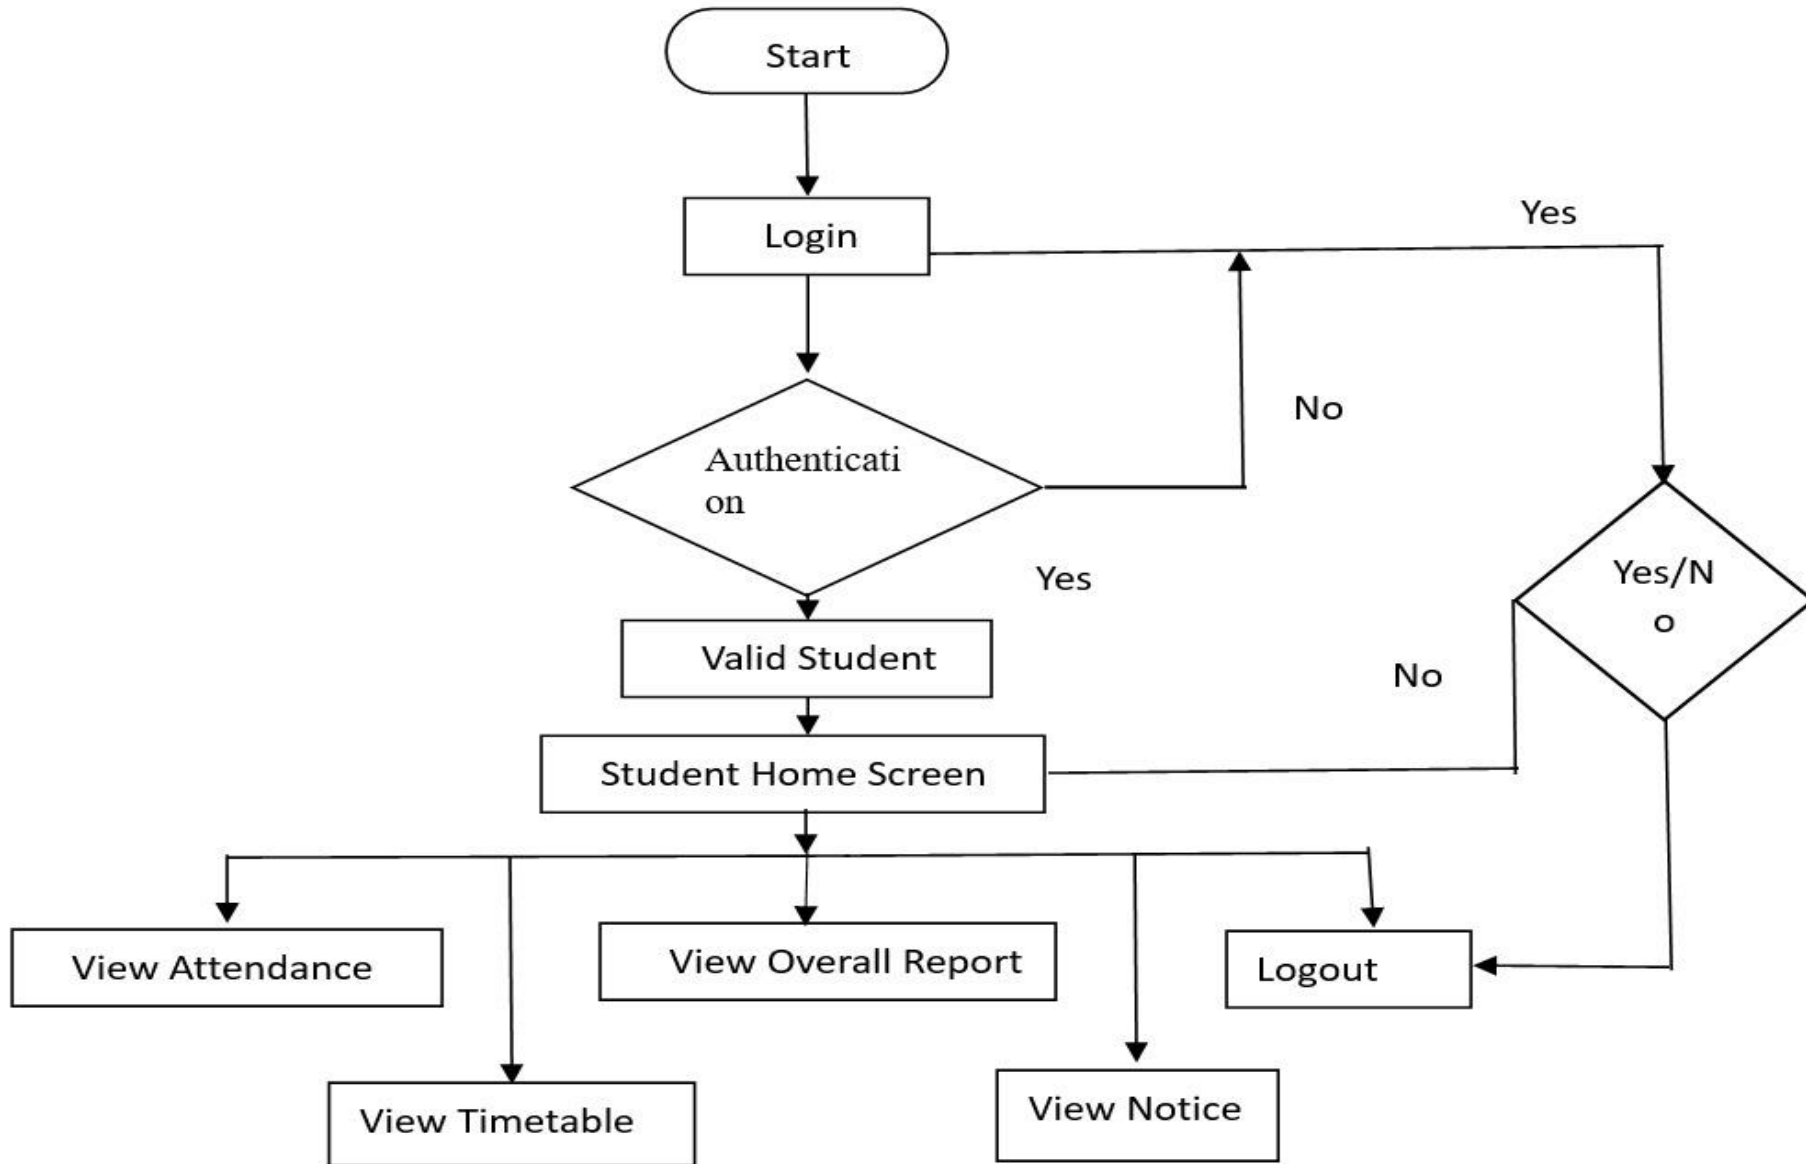 Start
Login
Yes
No
Authenticati
on
Yes
Yes/N
o
Valid Student
No
Student Home Screen
View Attendance
View Overall Report
Logout
View Timetable
View Notice